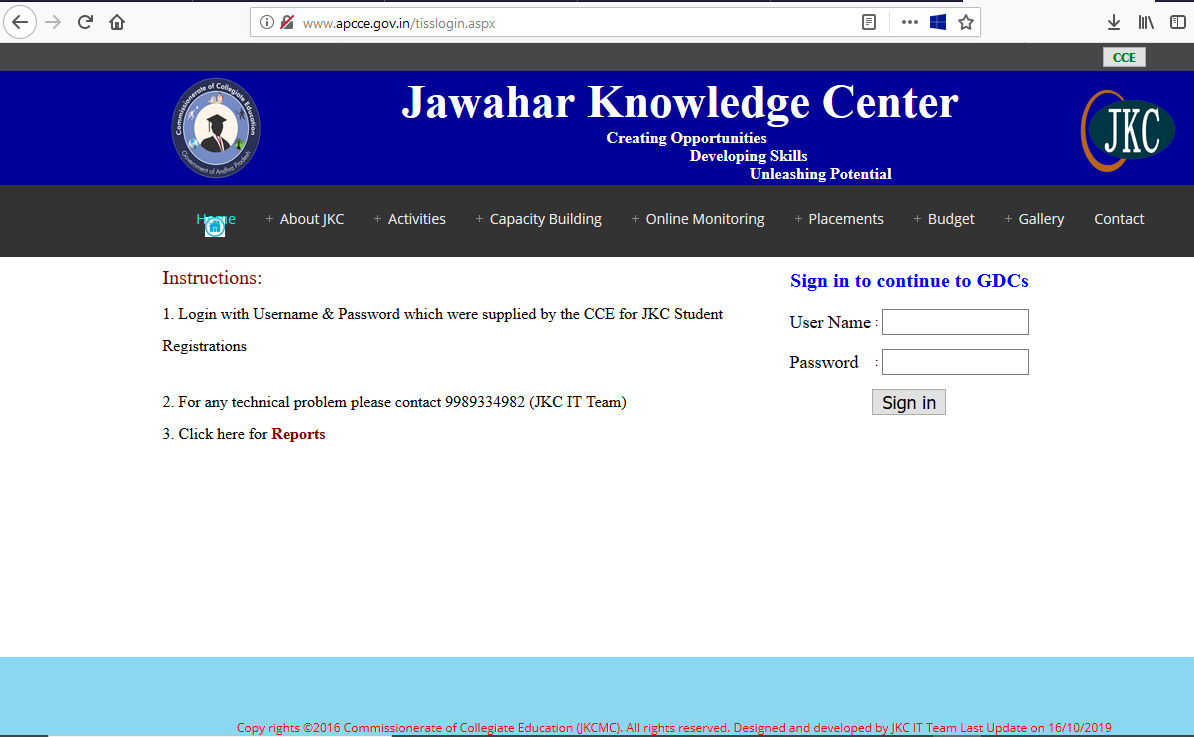 www.apcce.gov.in/tisslogin.aspx
CCE
Commissionerate of Collegiate Education
Government of Andhra Pradesh
Jawahar Knowledge Center
Creating Opportunities
Developing Skills
Unleashing Potential
JKC
Home + About JKC + Activities + Capacity Building + Online Monitoring + Placements + Budget + Gallery Contact
Instructions:
1. Login with Username & Password which were supplied by the CCE for JKC Student
Registrations
2. For any technical problem please contact 9989334982 (JKC IT Team)
3. Click here for Reports
Sign in to continue to GDCs
User Name :
Password :
Sign in
Copy rights ©2016 Commissionerate of Collegiate Education (JKCMC). All rights reserved. Designed and developed by JKC IT Team Last Update on 16/10/2019